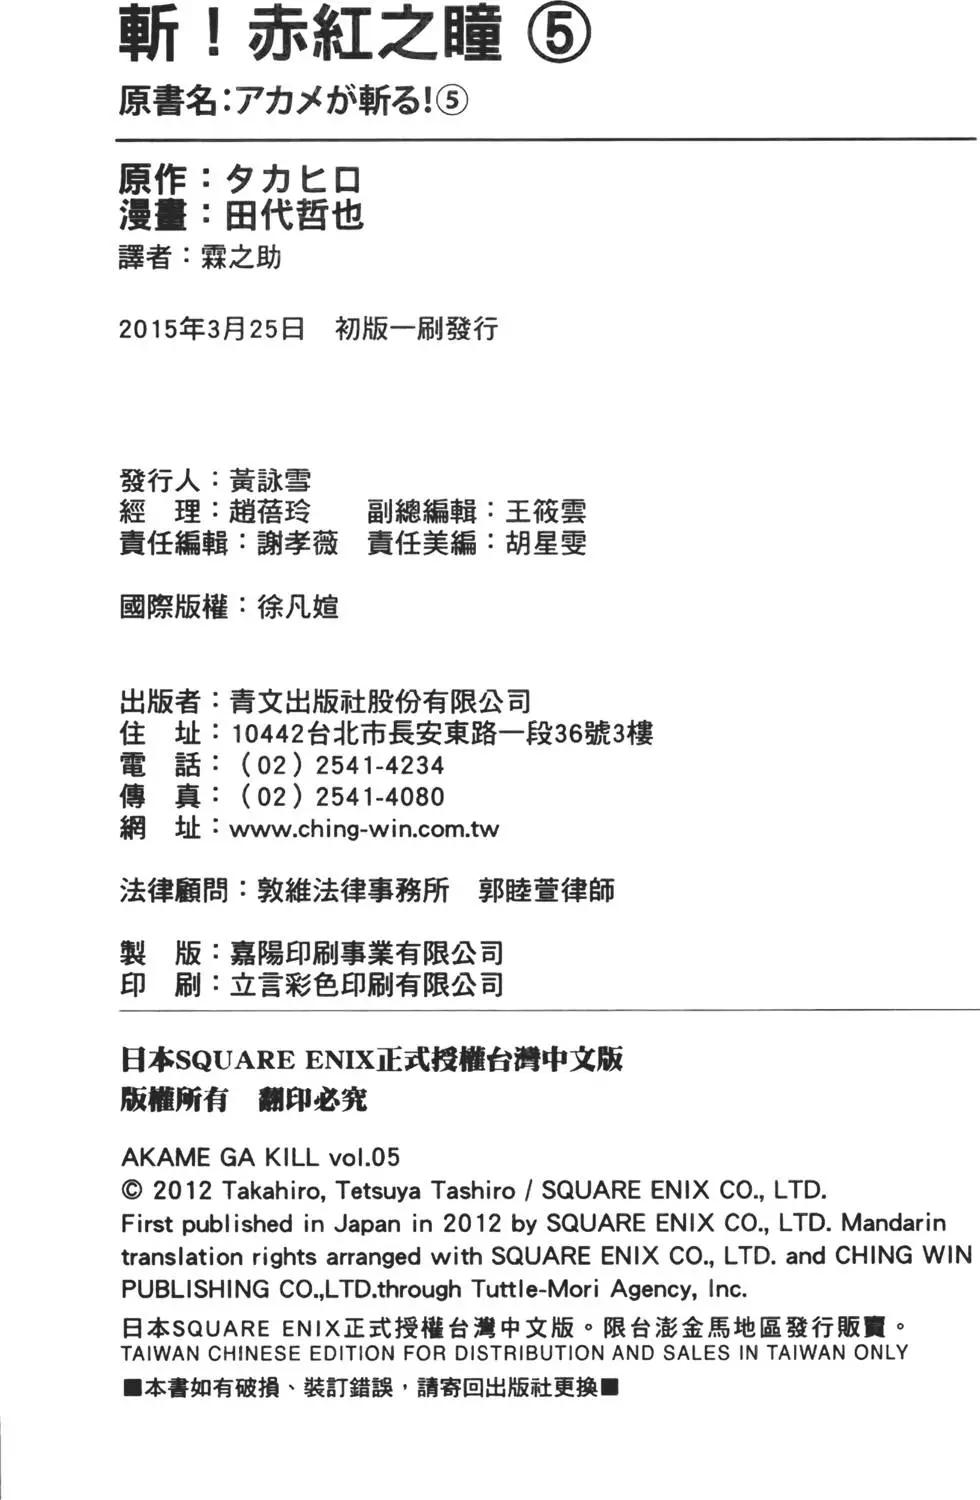 斬！赤紅之瞳 ⑤
原書名：アカメが斬る！⑤
原作：タカヒロ
漫畫：田代哲也
譯者：霖之助
2015年3月25日　初版一刷發行
發行人：黃詠雪
經　理：趙蓓玲　　副總編輯：王筱雲
責任編輯：謝孝薇　責任美編：胡星雯
國際版權：徐凡媗
出版者：青文出版社股份有限公司
住　址：10442台北市長安東路一段36號3樓
電　話：（02）2541-4234
傳　真：（02）2541-4080
網　址：www.ching-win.com.tw
法律顧問：敦維法律事務所　郭睦萱律師
製　版：嘉陽印刷事業有限公司
印　刷：立言彩色印刷有限公司
日本SQUARE ENIX正式授權台灣中文版
版權所有　翻印必究
AKAME GA KILL vol.05
© 2012 Takahiro, Tetsuya Tashiro / SQUARE ENIX CO., LTD.
First published in Japan in 2012 by SQUARE ENIX CO., LTD. Mandarin
translation rights arranged with SQUARE ENIX CO., LTD. and CHING WIN
PUBLISHING CO.,LTD.through Tuttle-Mori Agency, Inc.
日本SQUARE ENIX正式授權台灣中文版。限台澎金馬地區發行販賣。
TAIWAN CHINESE EDITION FOR DISTRIBUTION AND SALES IN TAIWAN ONLY
■本書如有破損、裝訂錯誤，請寄回出版社更換■